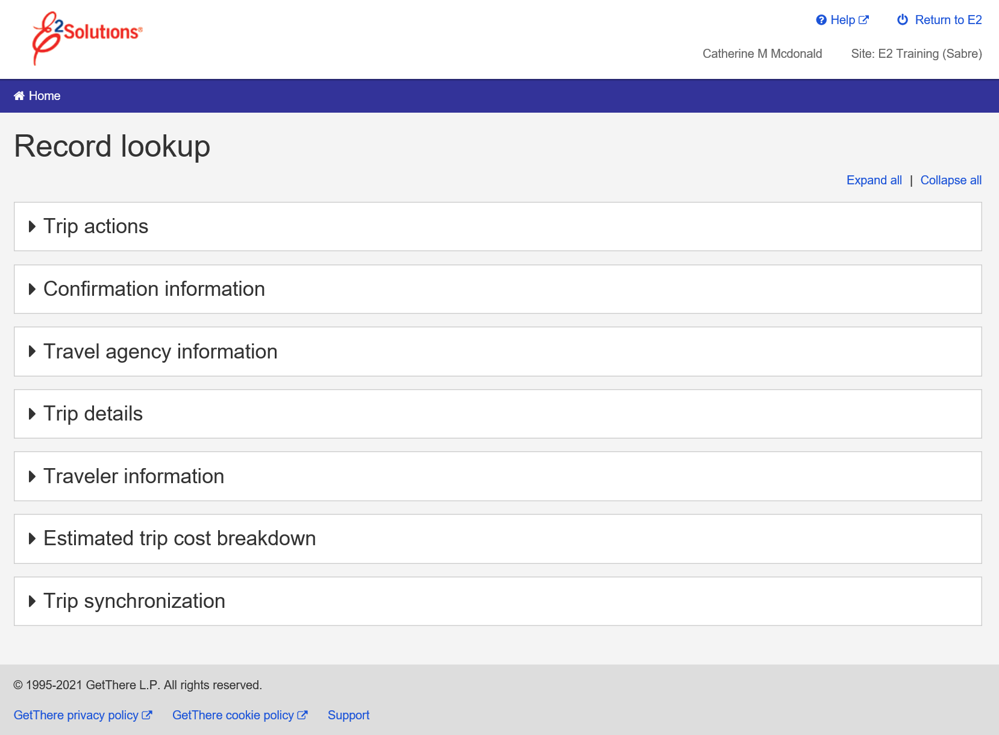 E2Solutions®
Help
Return to E2
Catherine M Mcdonald
Site: E2 Training (Sabre)
Home
Record lookup
Expand all | Collapse all
Trip actions
Confirmation information
Travel agency information
Trip details
Traveler information
Estimated trip cost breakdown
Trip synchronization
© 1995-2021 GetThere L.P. All rights reserved.
GetThere privacy policy
GetThere cookie policy
Support